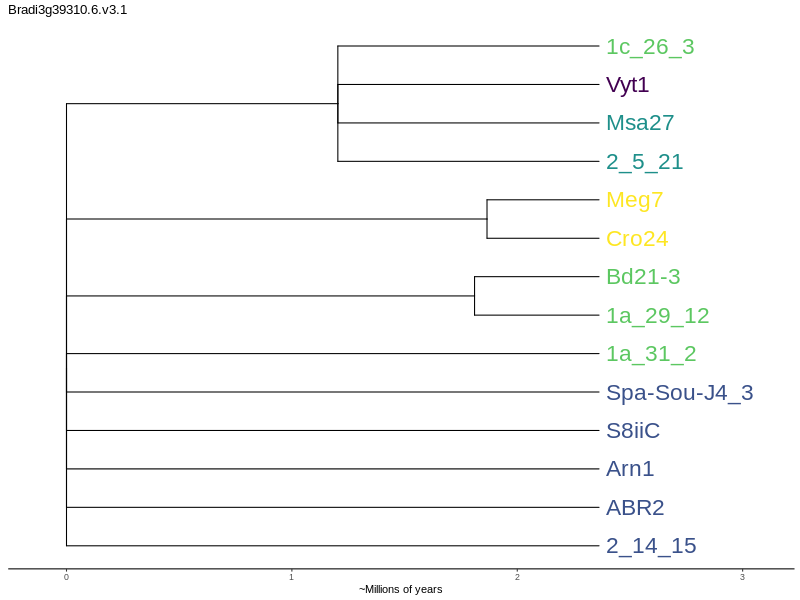 Bradi3g39310.6.v3.1
1c_26_3
Vyt1
Msa27
2_5_21
Meg7
Cro24
Bd21-3
1a_29_12
1a_31_2
Spa-Sou-J4_3
S8iiC
Arn1
ABR2
2_14_15
0 1 2 3
~Millions of years